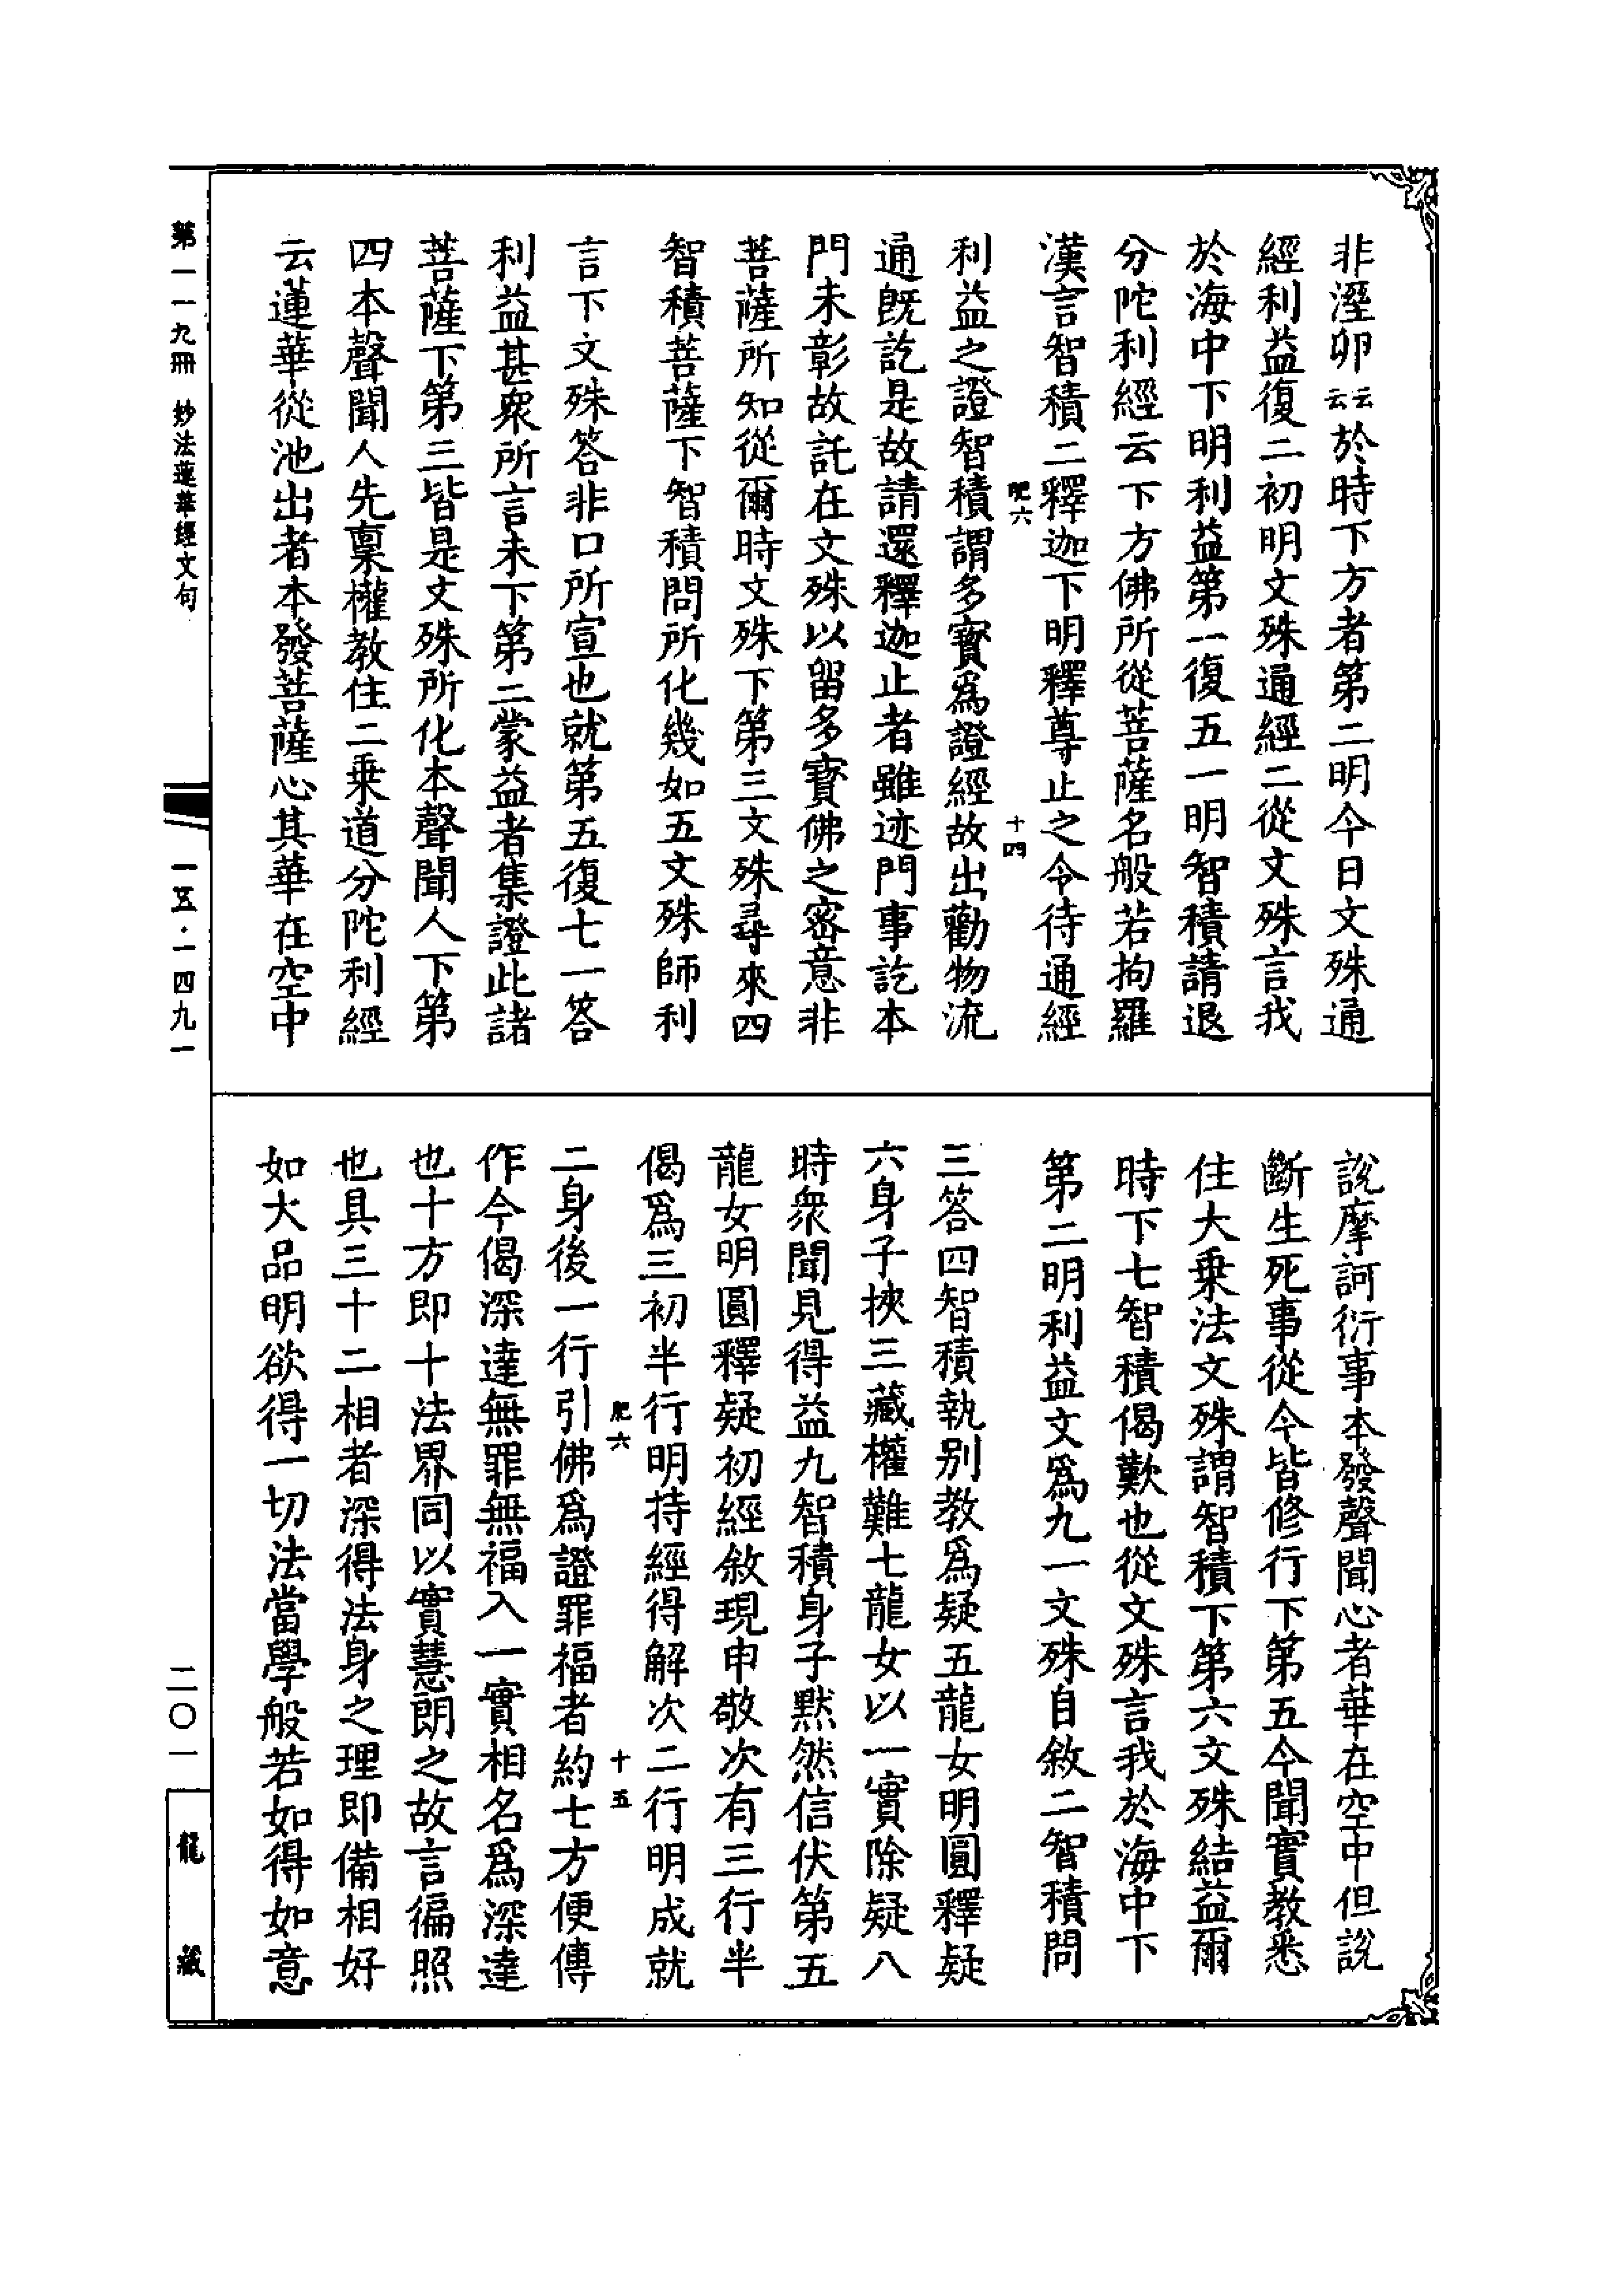 非溼卵云云於時下方者第二明今日文殊通
經利益復二初明文殊通經二從文殊言我
於海中下明利益第一復五一明智積請退
分陀利經云下方佛所從菩薩名般若拘羅
漢言智積二釋迦下明釋尊止之令待通經
肥六 十四
利益之證智積謂多寶爲證經故出勸物流
通旣訖是故請還釋迦止者雖迹門事訖本
門未彰故託在文殊以留多寶佛之密意非
菩薩所知從爾時文殊下第三文殊尋來四
智積菩薩下智積問所化幾如五文殊師利
言下文殊答非口所宣也就第五復七一答
利益甚衆所言未下第二蒙益者集證此諸
菩薩下第三皆是文殊所化本聲聞人下第
四本聲聞人先稟權教住二乘道分陀利經
云蓮華從池出者本發菩薩心其華在空中
說摩訶衍事本發聲聞心者華在空中但說
斷生死事從今皆修行下第五今聞實教悉
住大乘法文殊謂智積下第六文殊結益爾
時下七智積偈歎也從文殊言我於海中下
第二明利益文爲九一文殊自敘二智積問
三答四智積執别教爲疑五龍女明圓釋疑
六身子挾三藏權難七龍女以一實除疑八
時衆聞見得益九智積身子默然信伏第五
龍女明圓釋疑初經敘現申敬次有三行半
偈爲三初半行明持經得解次二行明成就
肥六 十五
二身後一行引佛爲證罪福者約七方便傳
作今偈深達無罪無福入一實相名爲深達
也十方即十法界同以實慧朗之故言徧照
也具三十二相者深得法身之理即備相好
如大品明欲得一切法當學般若如得如意
第一一九冊 妙法蓮華經文句
一五·一四九一
二〇一
龍藏